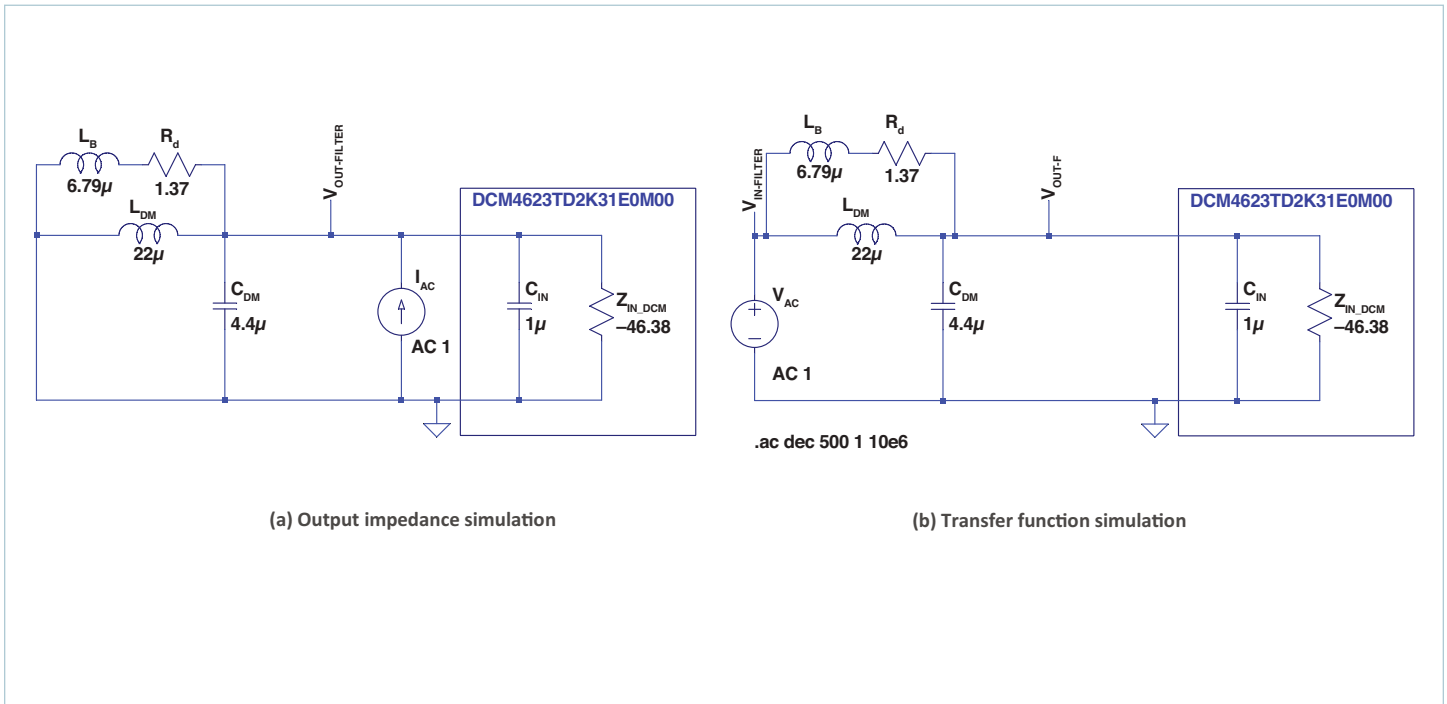 L_B
R_d
6.79µ
1.37
L_DM
22µ
V_OUT-FILTER
C_DM
4.4µ
I_AC
AC 1
DCM4623TD2K31E0M00
C_IN
1µ
Z_IN_DCM
–46.38
(a) Output impedance simulation
V_IN-FILTER
L_B
R_d
6.79µ
1.37
L_DM
22µ
V_OUT-F
V_AC
AC 1
C_DM
4.4µ
DCM4623TD2K31E0M00
C_IN
1µ
Z_IN_DCM
–46.38
.ac dec 500 1 10e6
(b) Transfer function simulation